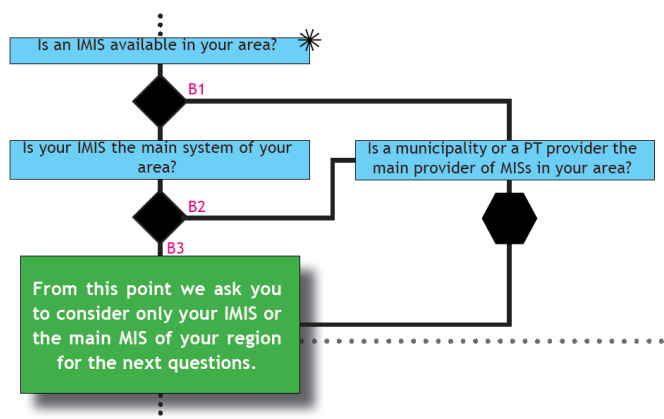 Is an IMIS available in your area?
B1
Is your IMIS the main system of your
area?
Is a municipality or a PT provider the
main provider of MISs in your area?
B2
B3
From this point we ask you
to consider only your IMIS or
the main MIS of your region
for the next questions.